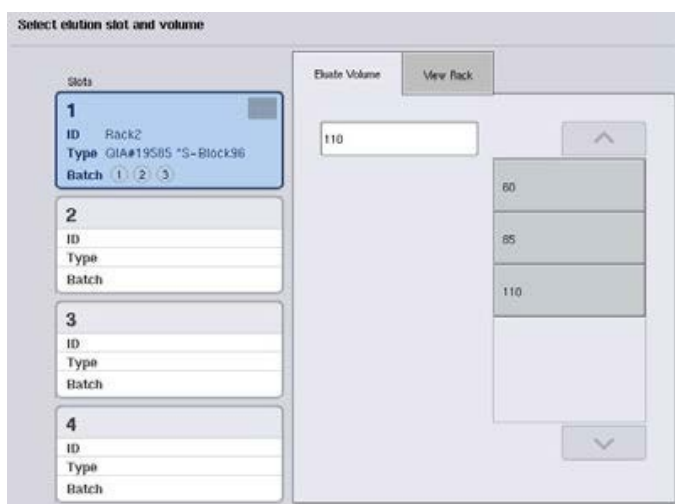 Select elution slot and volume
Slots
1
ID Rack2
Type QIA#19585 *S-Block96
Batch 1 2 3
2
ID
Type
Batch
3
ID
Type
Batch
4
ID
Type
Batch
Eluate Volume
View Rack
110
60
85
110